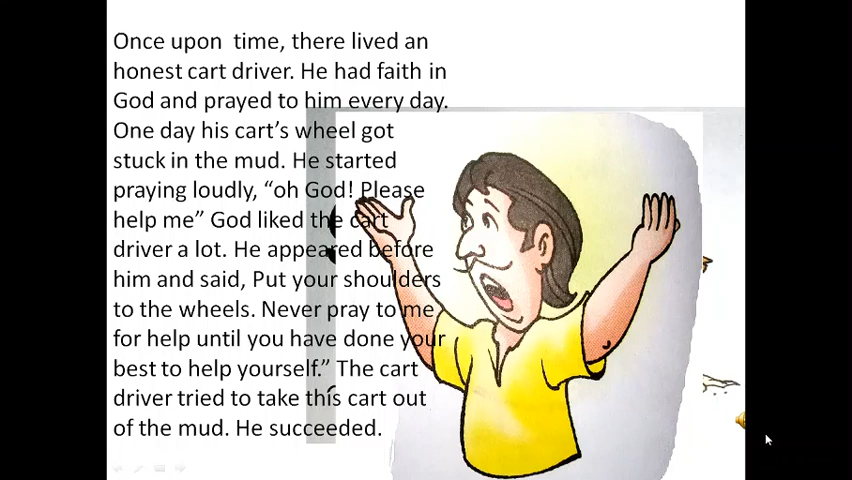 Once upon  time, there lived an
honest cart driver. He had faith in
God and prayed to him every day.
One day his cart’s wheel got
stuck in the mud. He started
praying loudly, “oh God! Please
help me” God liked the cart
driver a lot. He appeared before
him and said, Put your shoulders
to the wheels. Never pray to me
for help until you have done your
best to help yourself.” The cart
driver tried to take this cart out
of the mud. He succeeded.